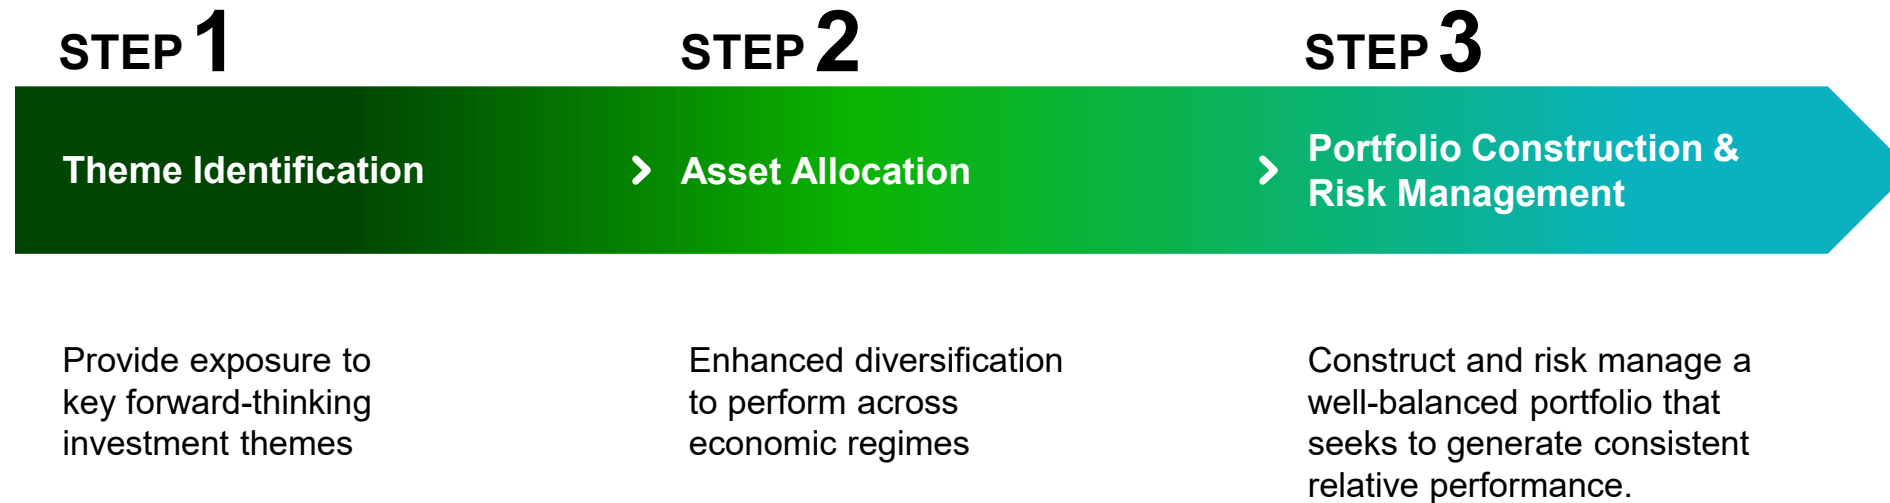 STEP 1
Theme Identification
Provide exposure to
key forward-thinking
investment themes
STEP 2
Asset Allocation
Enhanced diversification
to perform across
economic regimes
STEP 3
Portfolio Construction &
Risk Management
Construct and risk manage a
well-balanced portfolio that
seeks to generate consistent
relative performance.